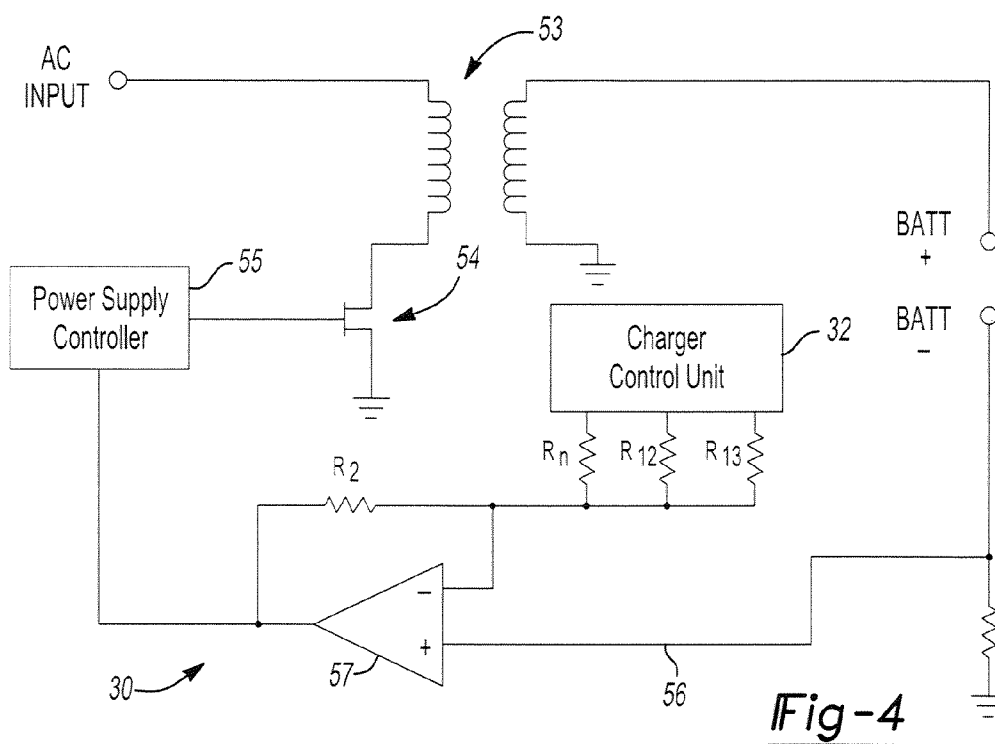 53
AC
INPUT
55
54
Power Supply
Controller
BATT
+
BATT
−
Charger
Control Unit
32
Rn
R12
R13
R2
−
+
57
56
30
Fig-4